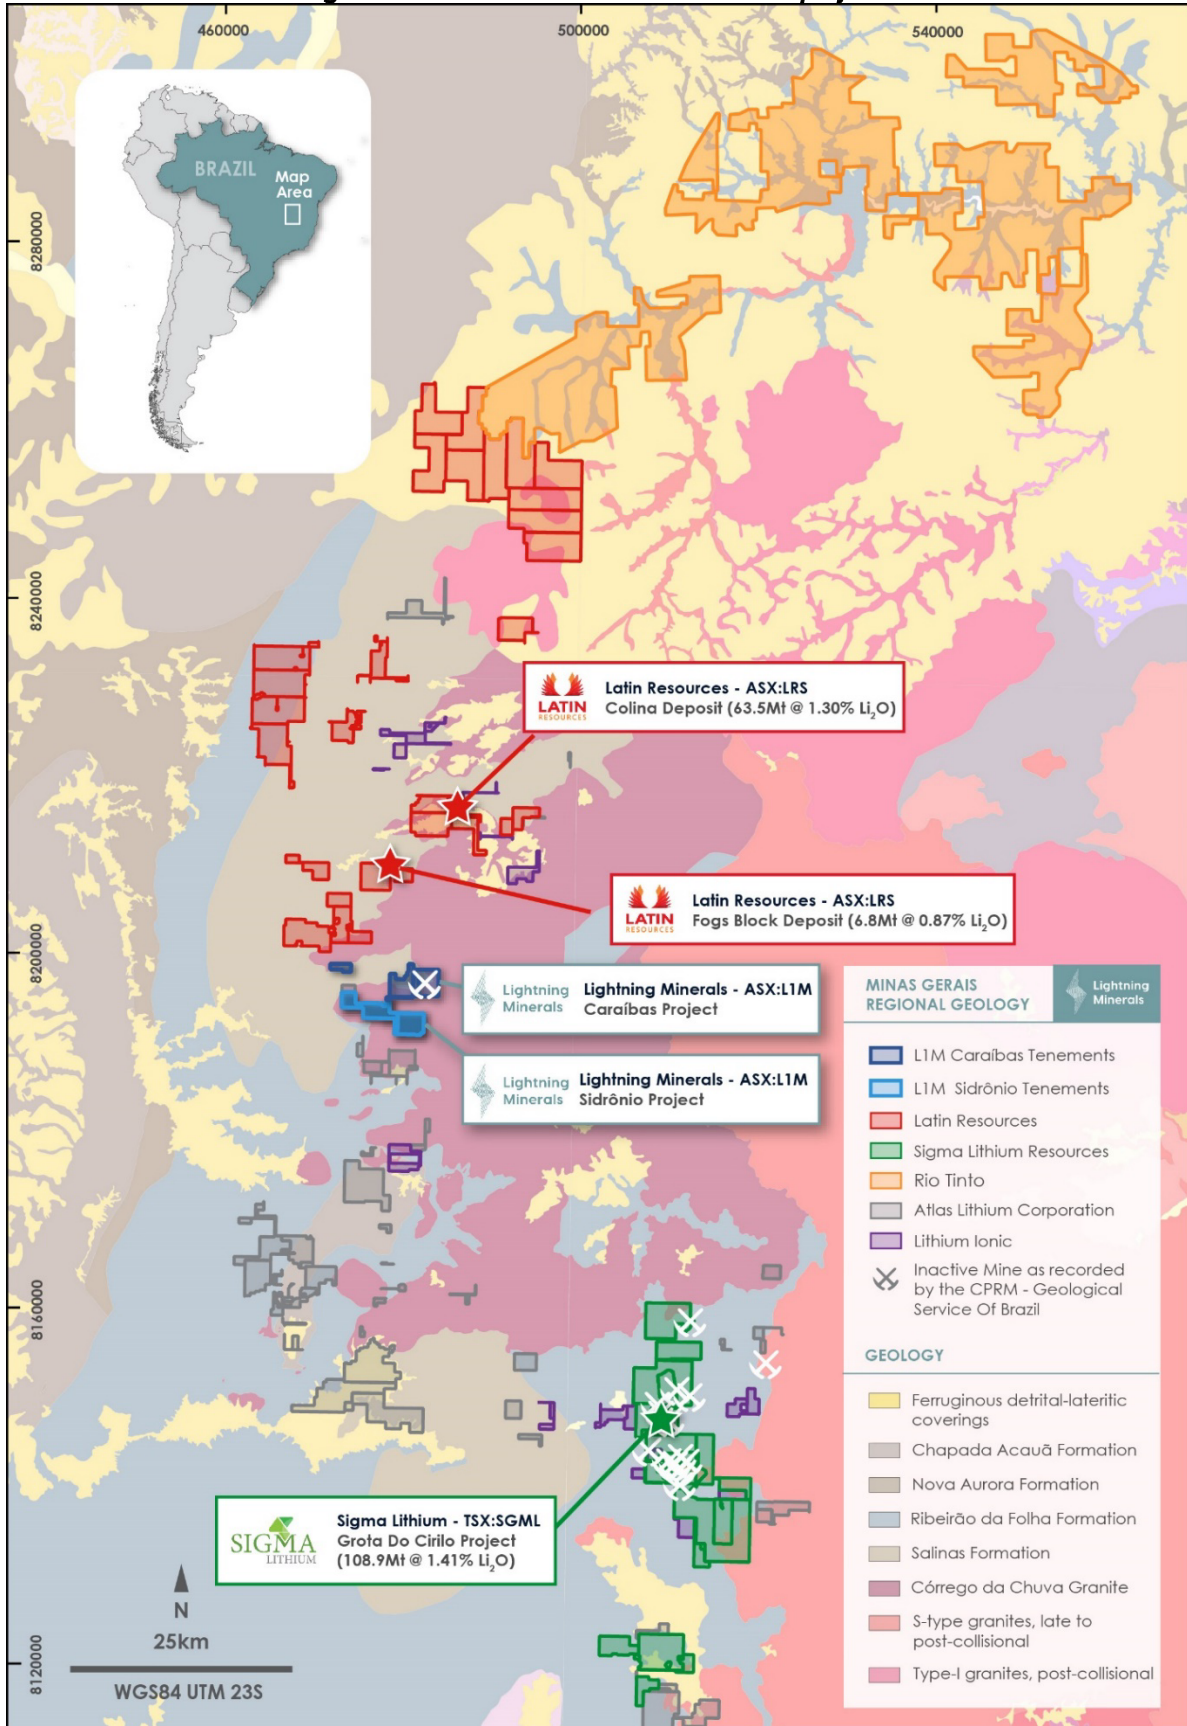 460000
500000
540000
BRAZIL
Map
Area
8280000
8240000
8200000
8160000
8120000
LATIN
RESOURCES
Latin Resources - ASX:LRS
Colina Deposit (63.5Mt @ 1.30% Li₂O)
LATIN
RESOURCES
Latin Resources - ASX:LRS
Fogs Block Deposit (6.8Mt @ 0.87% Li₂O)
Lightning
Minerals
Lightning Minerals - ASX:L1M
Caraíbas Project
Lightning
Minerals
Lightning Minerals - ASX:L1M
Sidrônio Project
SIGMA
LITHIUM
Sigma Lithium - TSX:SGML
Grota Do Cirilo Project
(108.9Mt @ 1.41% Li₂O)
N
25km
WGS84 UTM 23S
MINAS GERAIS
REGIONAL GEOLOGY
Lightning
Minerals
L1M Caraíbas Tenements
L1M Sidrônio Tenements
Latin Resources
Sigma Lithium Resources
Rio Tinto
Atlas Lithium Corporation
Lithium Ionic
Inactive Mine as recorded
by the CPRM - Geological
Service Of Brazil
GEOLOGY
Ferruginous detrital-lateritic
coverings
Chapada Acauã Formation
Nova Aurora Formation
Ribeirão da Folha Formation
Salinas Formation
Córrego da Chuva Granite
S-type granites, late to
post-collisional
Type-I granites, post-collisional